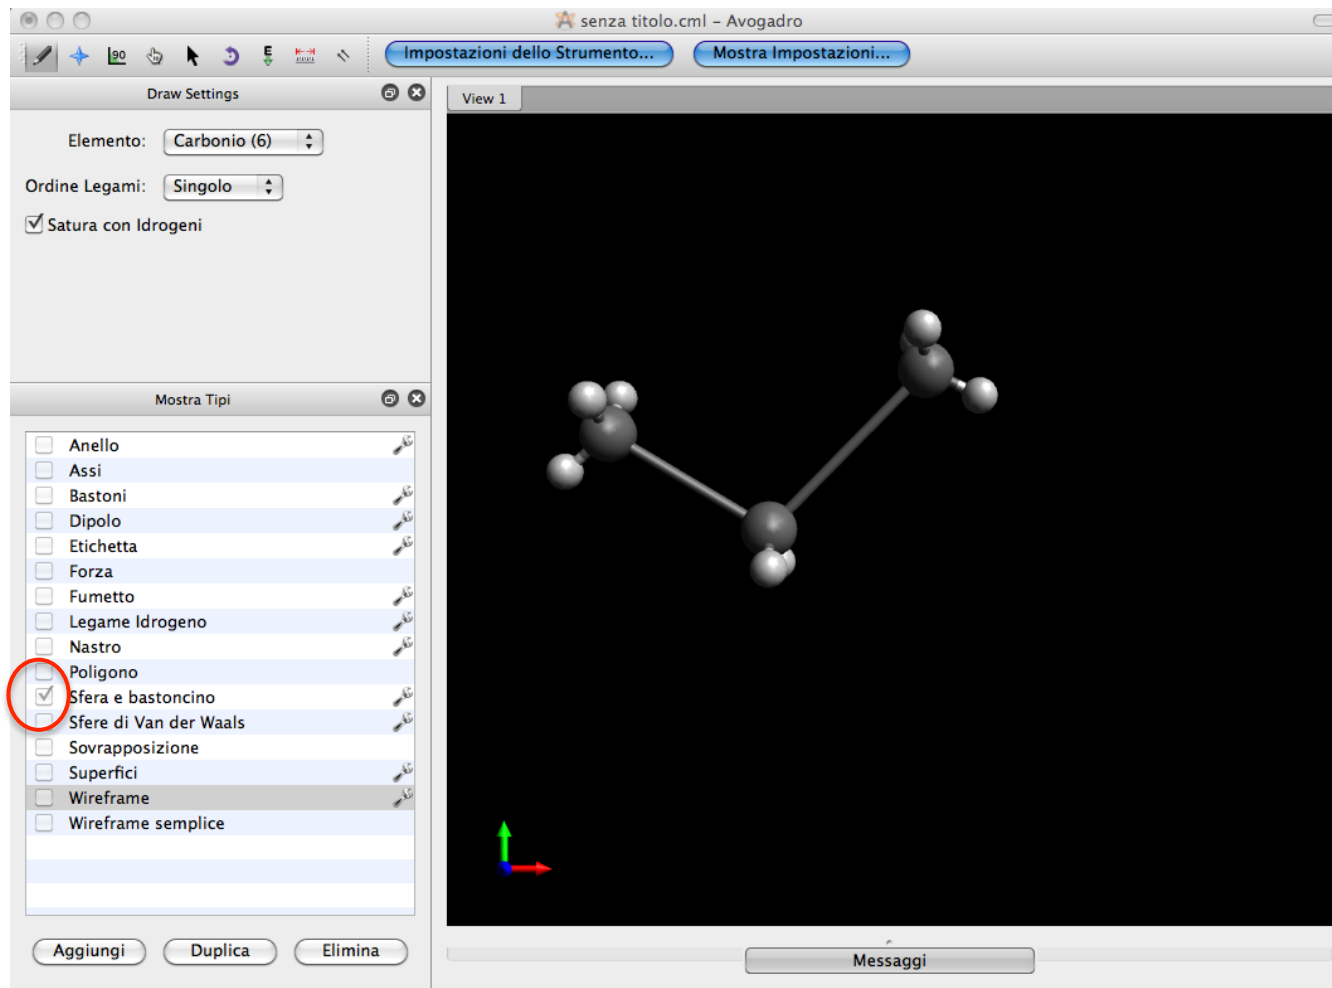 senza titolo.cml – Avogadro
90
E
Impostazioni dello Strumento...
Mostra Impostazioni...
Draw Settings
View 1
Elemento: Carbonio (6)
Ordine Legami: Singolo
Satura con Idrogeni
Mostra Tipi
Anello
Assi
Bastoni
Dipolo
Etichetta
Forza
Fumetto
Legame Idrogeno
Nastro
Poligono
Sfera e bastoncino
Sfere di Van der Waals
Sovrapposizione
Superfici
Wireframe
Wireframe semplice
Aggiungi
Duplica
Elimina
Messaggi